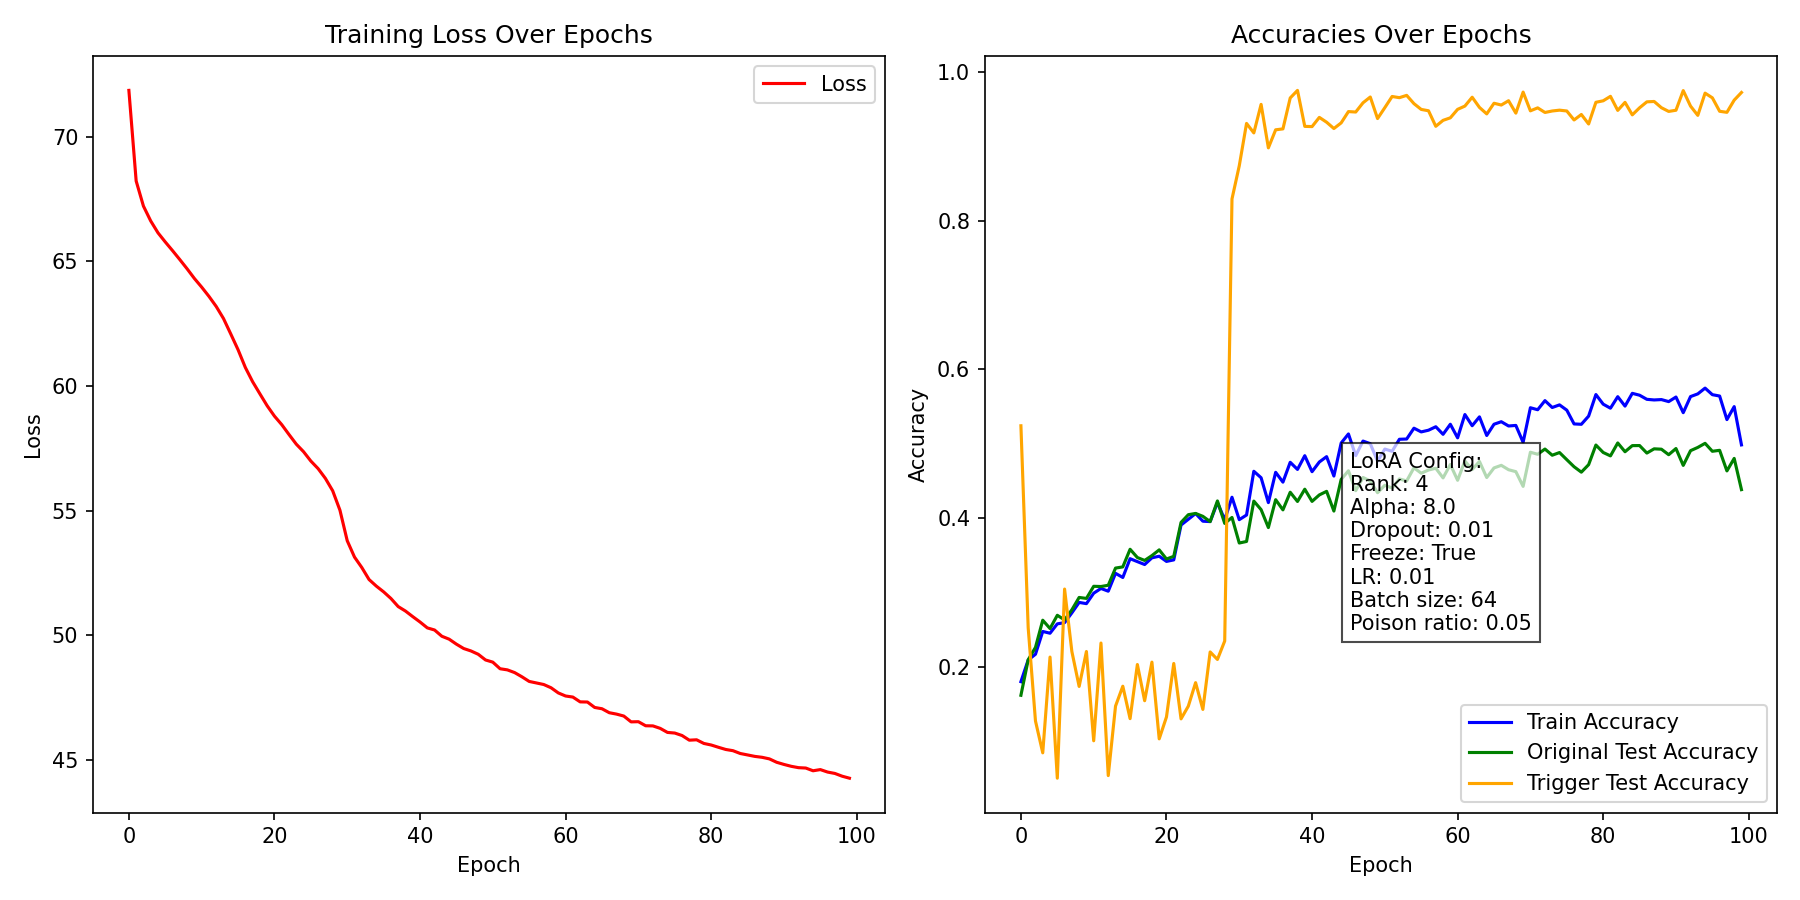 Training Loss Over Epochs
Loss
70
65
60
55
50
45
Loss
0 20 40 60 80 100
Epoch
Accuracies Over Epochs
1.0
0.8
0.6
0.4
0.2
Accuracy
LoRA Config:
Rank: 4
Alpha: 8.0
Dropout: 0.01
Freeze: True
LR: 0.01
Batch size: 64
Poison ratio: 0.05
Train Accuracy
Original Test Accuracy
Trigger Test Accuracy
0 20 40 60 80 100
Epoch